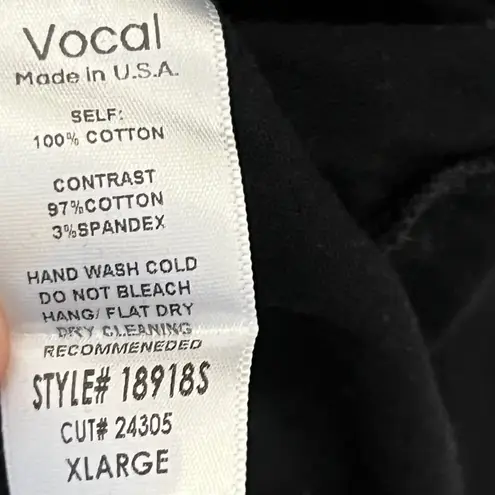 Vocal
Made in U.S.A.
SELF:
100% COTTON
CONTRAST
97%COTTON
3%SPANDEX
HAND WASH COLD
DO NOT BLEACH
HANG/ FLAT DRY
DRY CLEANING
RECOMMENEDED
STYLE# 18918S
CUT# 24305
XLARGE